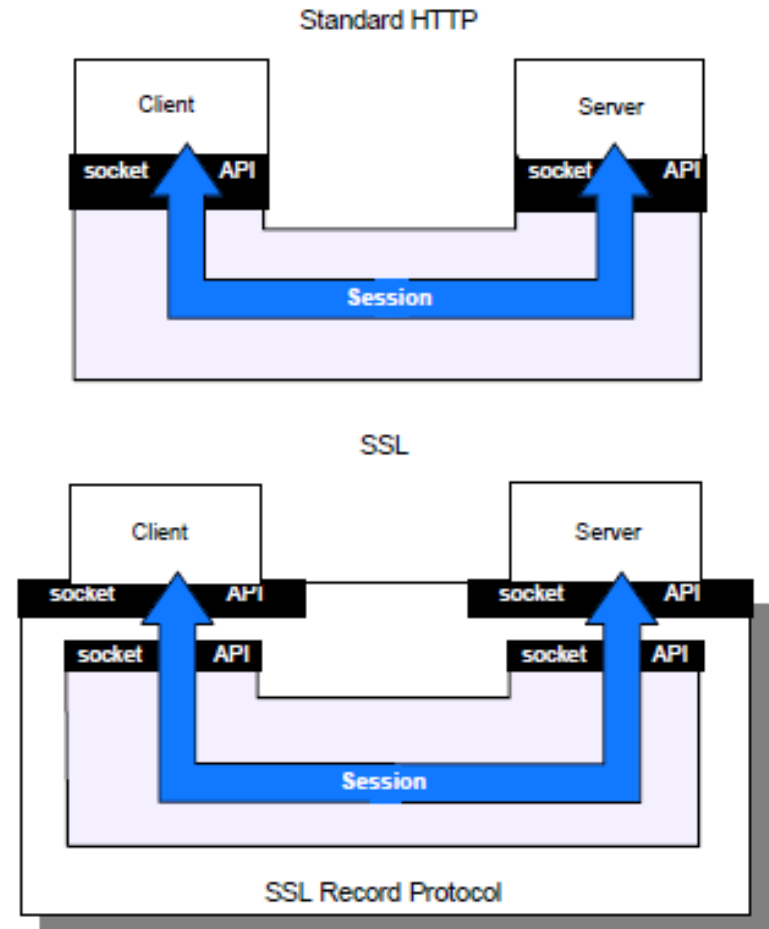 Standard HTTP
Client Server
socket API socket API
Session
SSL
Client Server
socket API socket API
socket API socket API
Session
SSL Record Protocol